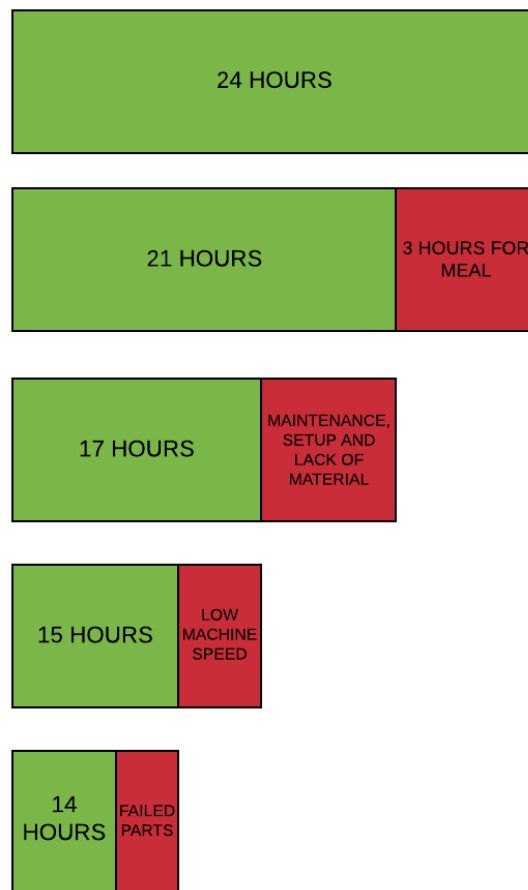 24 HOURS
21 HOURS
3 HOURS FOR
MEAL
17 HOURS
MAINTENANCE,
SETUP AND
LACK OF
MATERIAL
15 HOURS
LOW
MACHINE
SPEED
14
HOURS
FAILED
PARTS